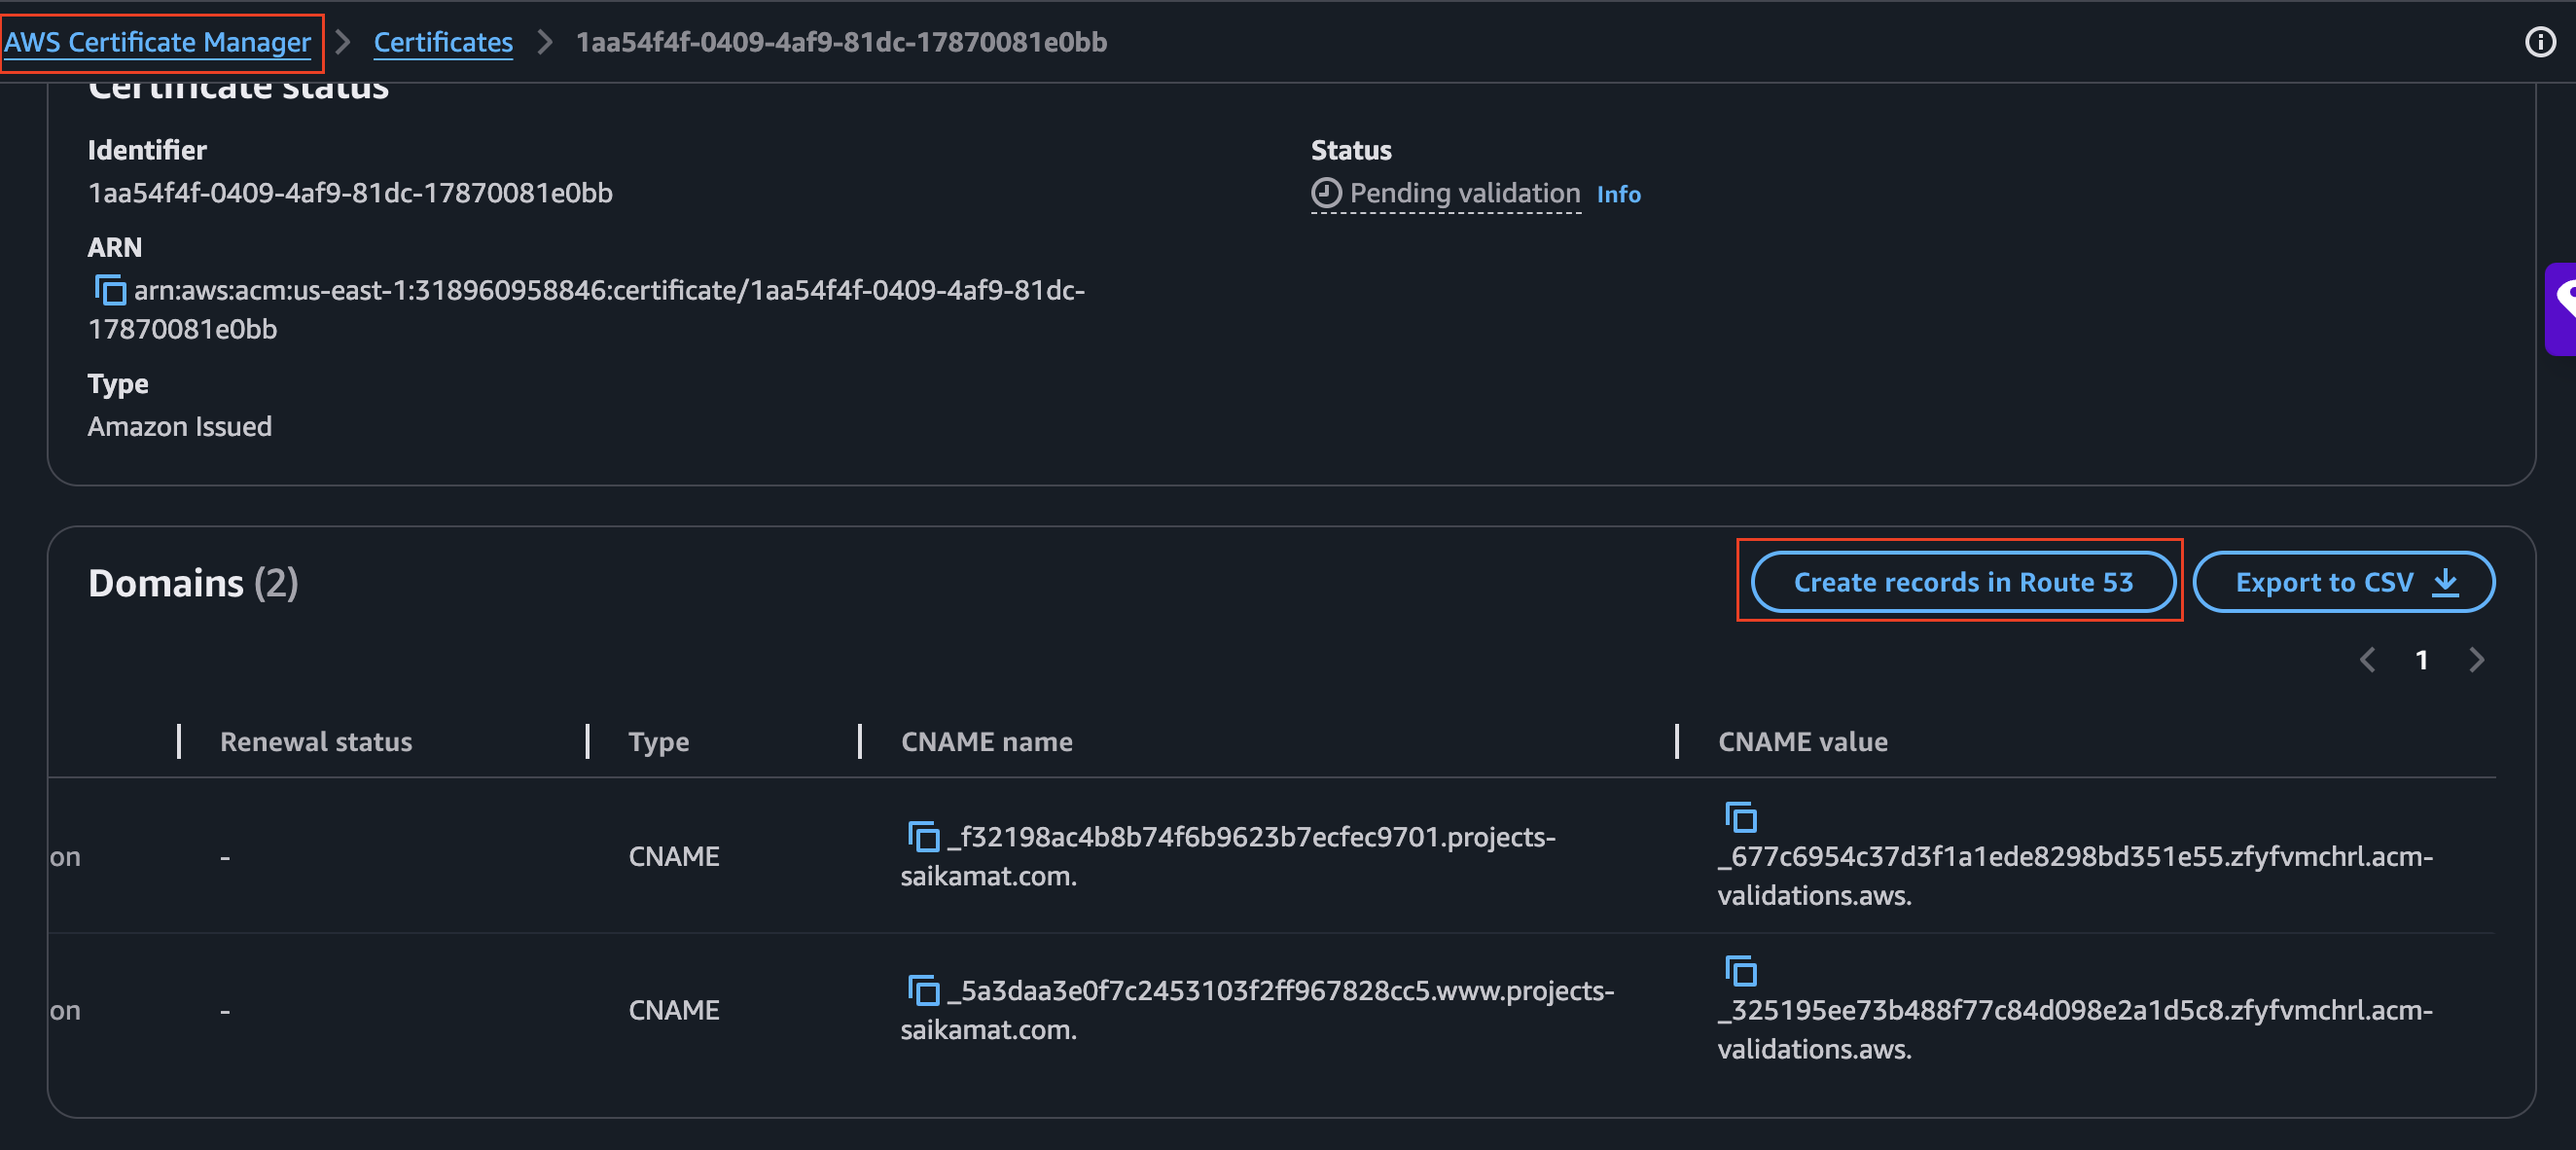 AWS Certificate Manager > Certificates > 1aa54f4f-0409-4af9-81dc-17870081e0bb
Certificate status
Identifier
1aa54f4f-0409-4af9-81dc-17870081e0bb
Status
Pending validation Info
ARN
arn:aws:acm:us-east-1:318960958846:certificate/1aa54f4f-0409-4af9-81dc-
17870081e0bb
Type
Amazon Issued
Domains (2)
Create records in Route 53
Export to CSV
1
Renewal status
Type
CNAME name
CNAME value
on
-
CNAME
_f32198ac4b8b74f6b9623b7ecfec9701.projects-
saikamat.com.
_677c6954c37d3f1a1ede8298bd351e55.zfyfvmchrl.acm-
validations.aws.
on
-
CNAME
_5a3daa3e0f7c2453103f2ff967828cc5.www.projects-
saikamat.com.
_325195ee73b488f77c84d098e2a1d5c8.zfyfvmchrl.acm-
validations.aws.